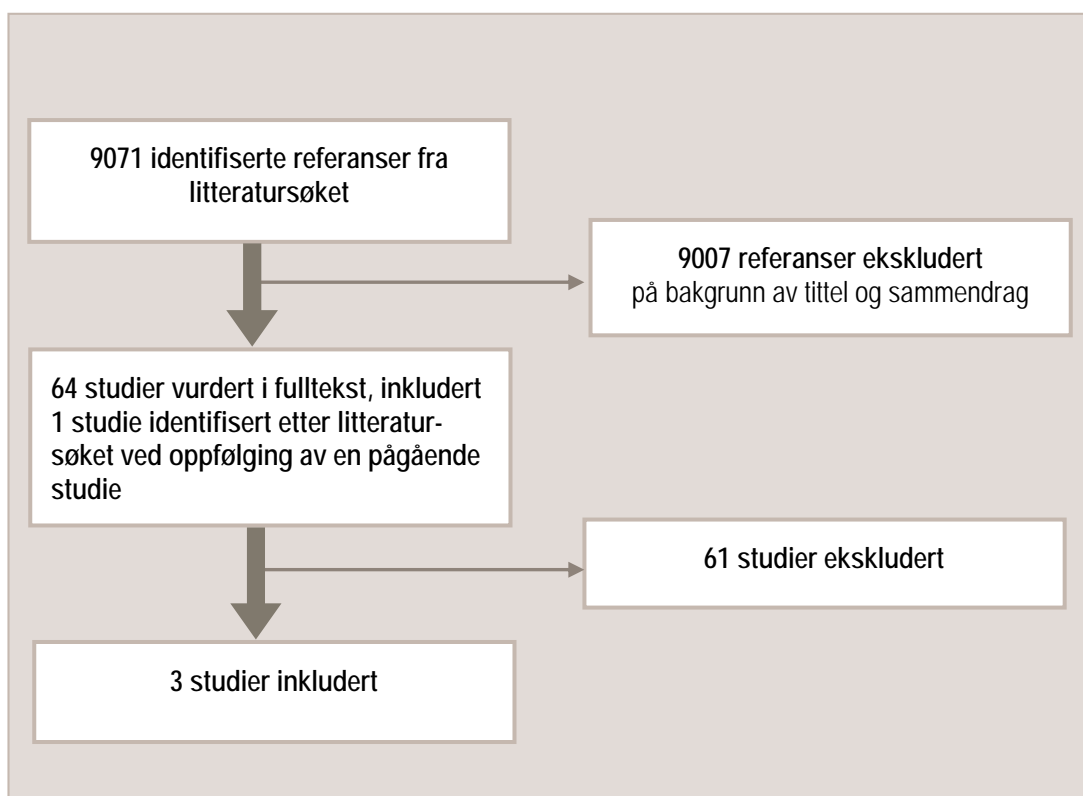 9071 identifiserte referanser fra
litteratursøket
9007 referanser ekskludert
på bakgrunn av tittel og sammendrag
64 studier vurdert i fulltekst, inkludert
1 studie identifisert etter litteratur-
søket ved oppfølging av en pågående
studie
61 studier ekskludert
3 studier inkludert